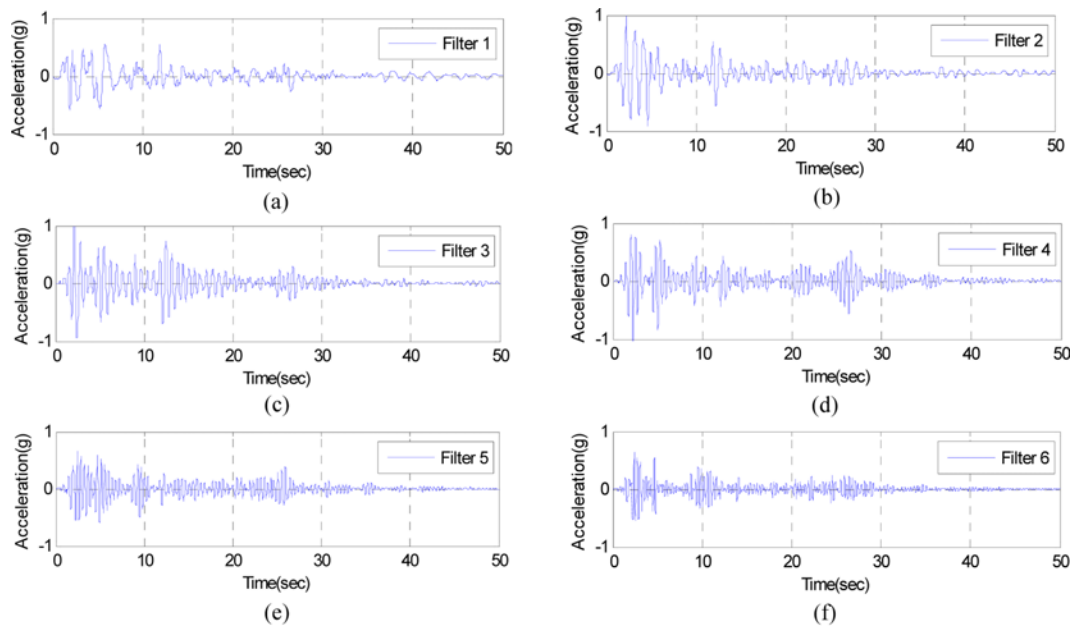 Acceleration(g)
1
0
-1
Filter 1
0 10 20 30 40 50
Time(sec)
(a)
Acceleration(g)
1
0
-1
Filter 2
0 10 20 30 40 50
Time(sec)
(b)
Acceleration(g)
1
0
-1
Filter 3
0 10 20 30 40 50
Time(sec)
(c)
Acceleration(g)
1
0
-1
Filter 4
0 10 20 30 40 50
Time(sec)
(d)
Acceleration(g)
1
0
-1
Filter 5
0 10 20 30 40 50
Time(sec)
(e)
Acceleration(g)
1
0
-1
Filter 6
0 10 20 30 40 50
Time(sec)
(f)